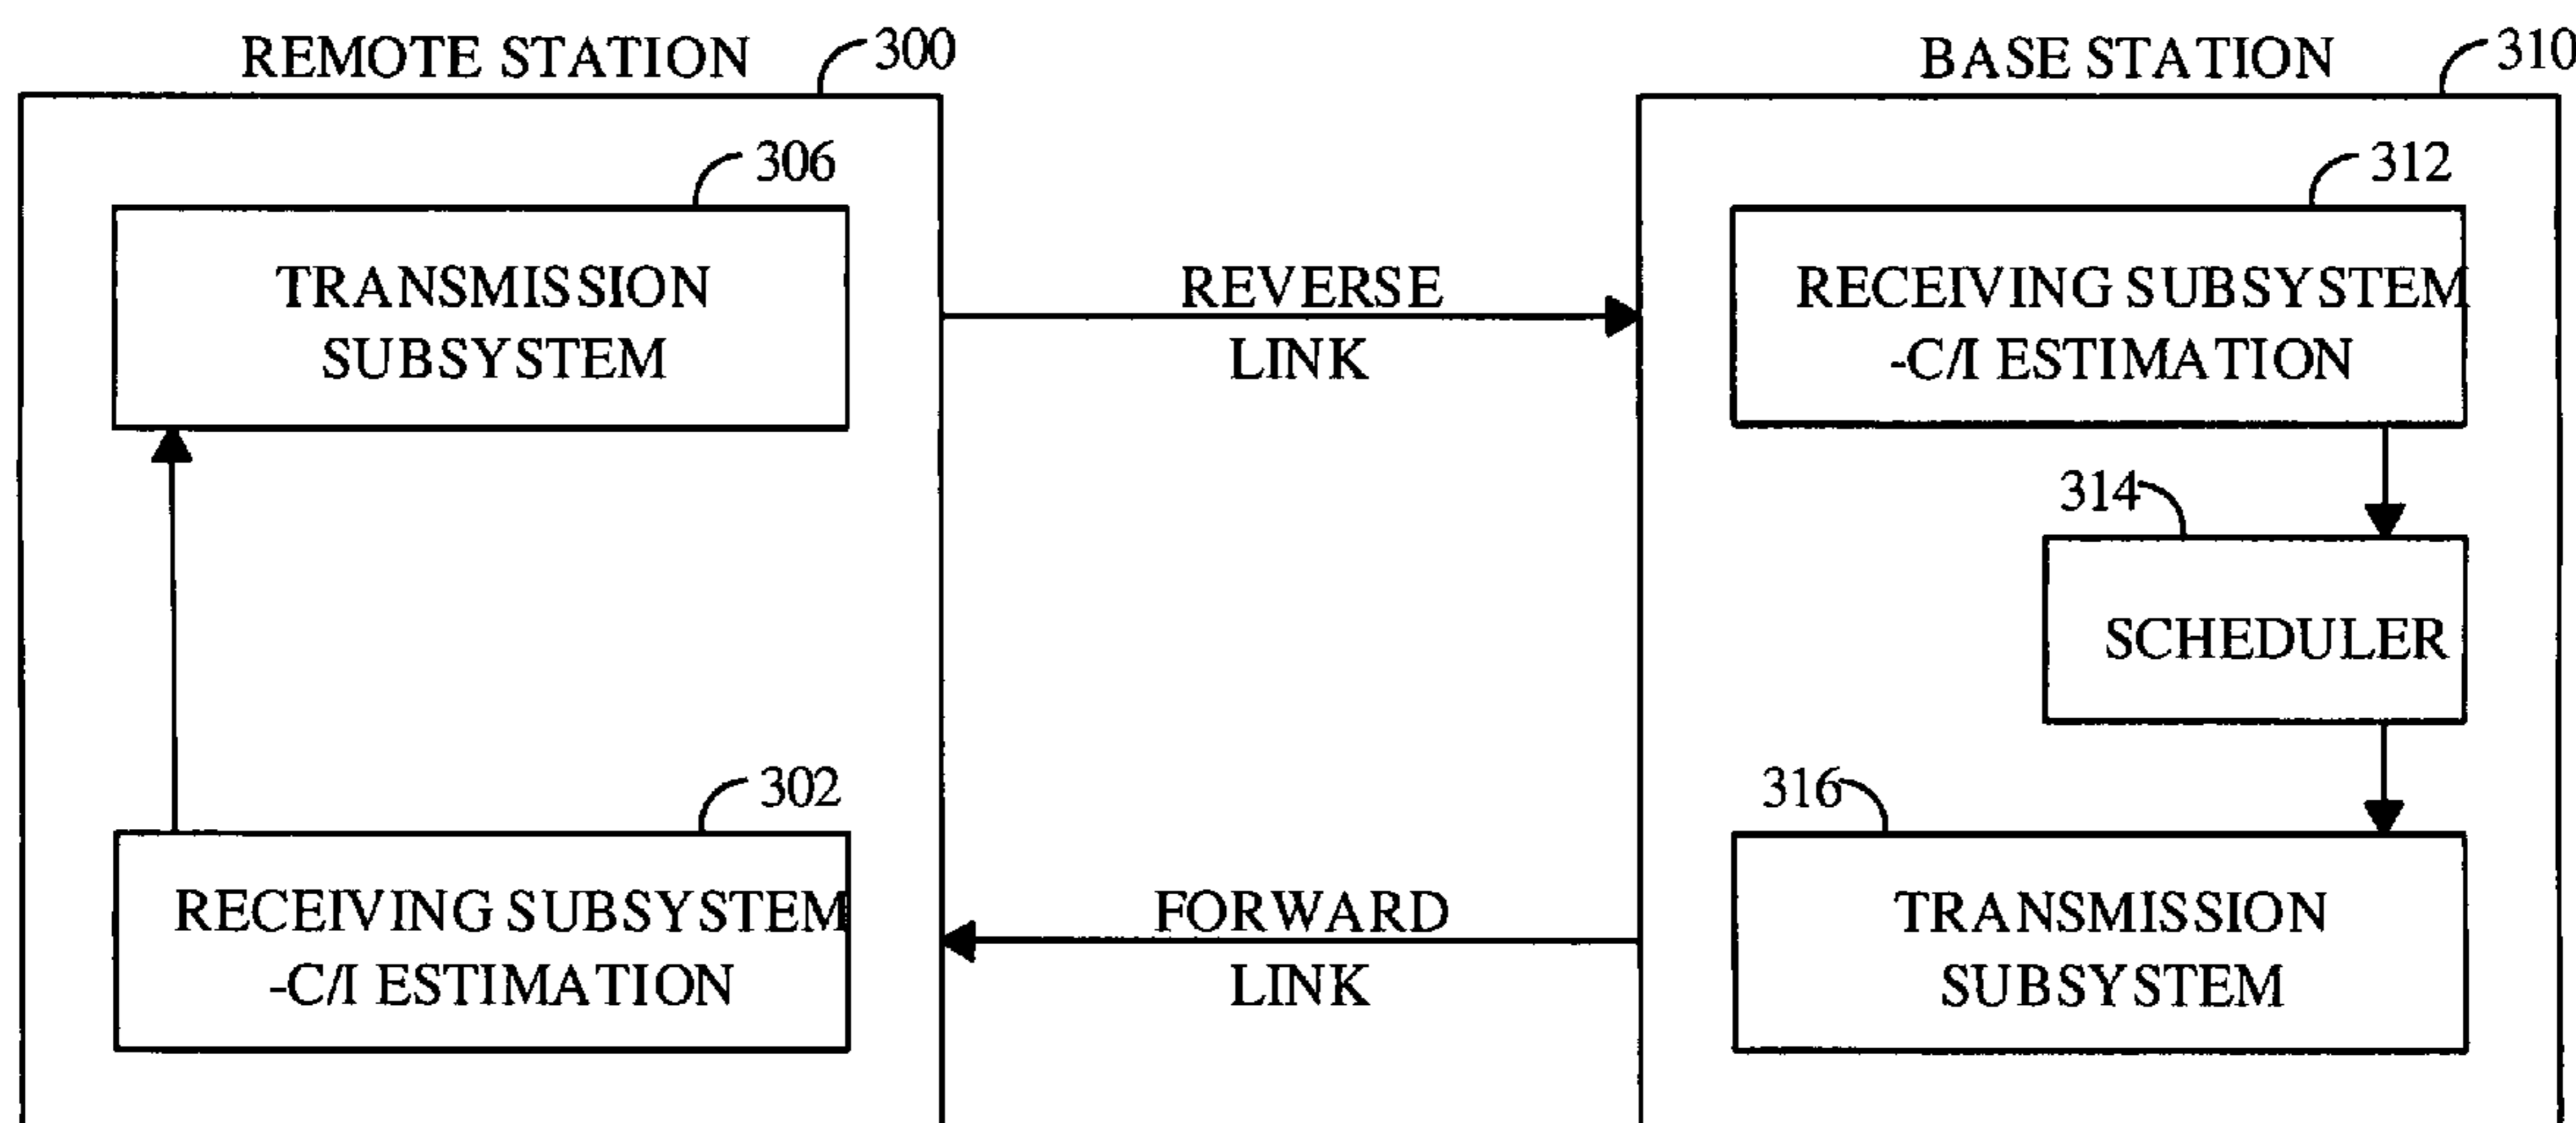 REMOTE STATION
300
BASE STATION
310
306
TRANSMISSION
SUBSYSTEM
REVERSE
LINK
312
RECEIVING SUBSYSTEM
-C/I ESTIMATION
314
SCHEDULER
302
RECEIVING SUBSYSTEM
-C/I ESTIMATION
FORWARD
LINK
316
TRANSMISSION
SUBSYSTEM